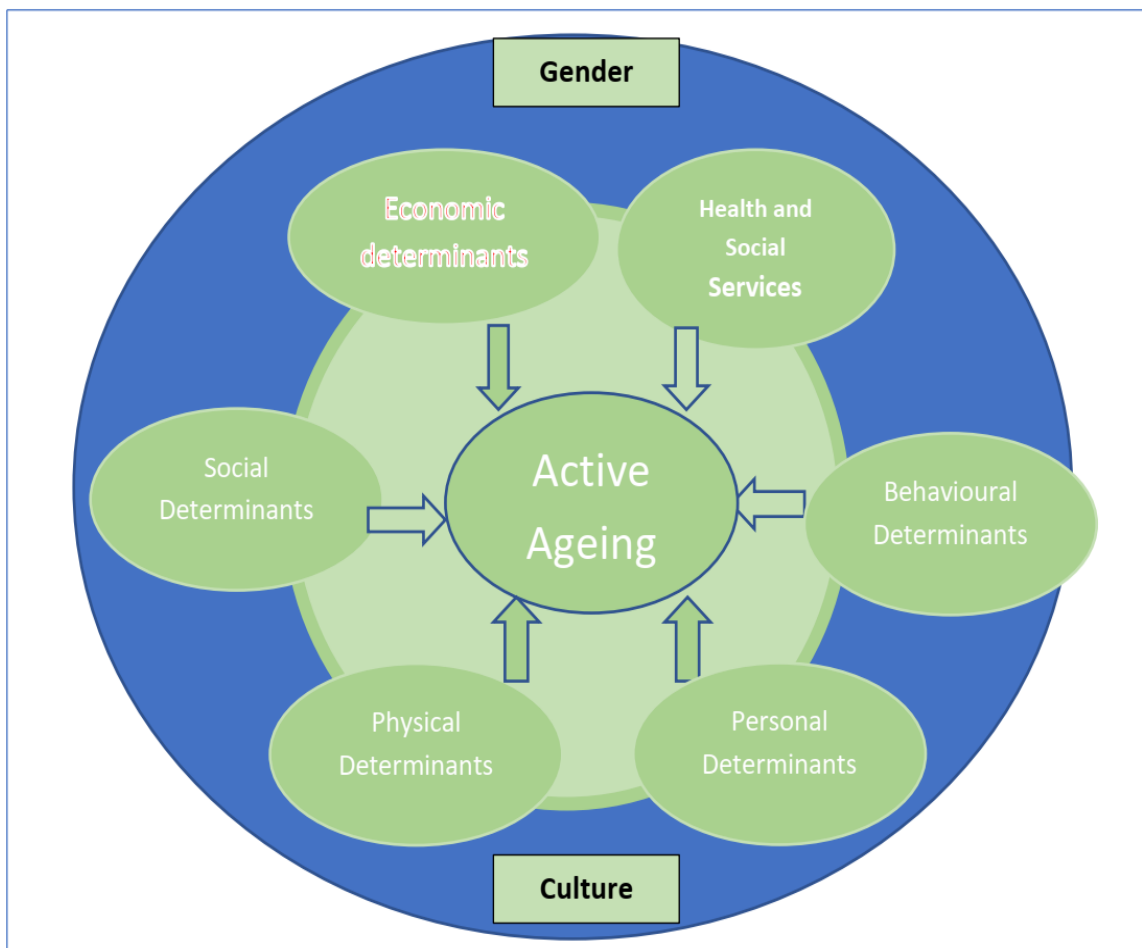 Gender
Economic
determinants
Health and
Social
Services
Social
Determinants
Active
Ageing
Behavioural
Determinants
Physical
Determinants
Personal
Determinants
Culture